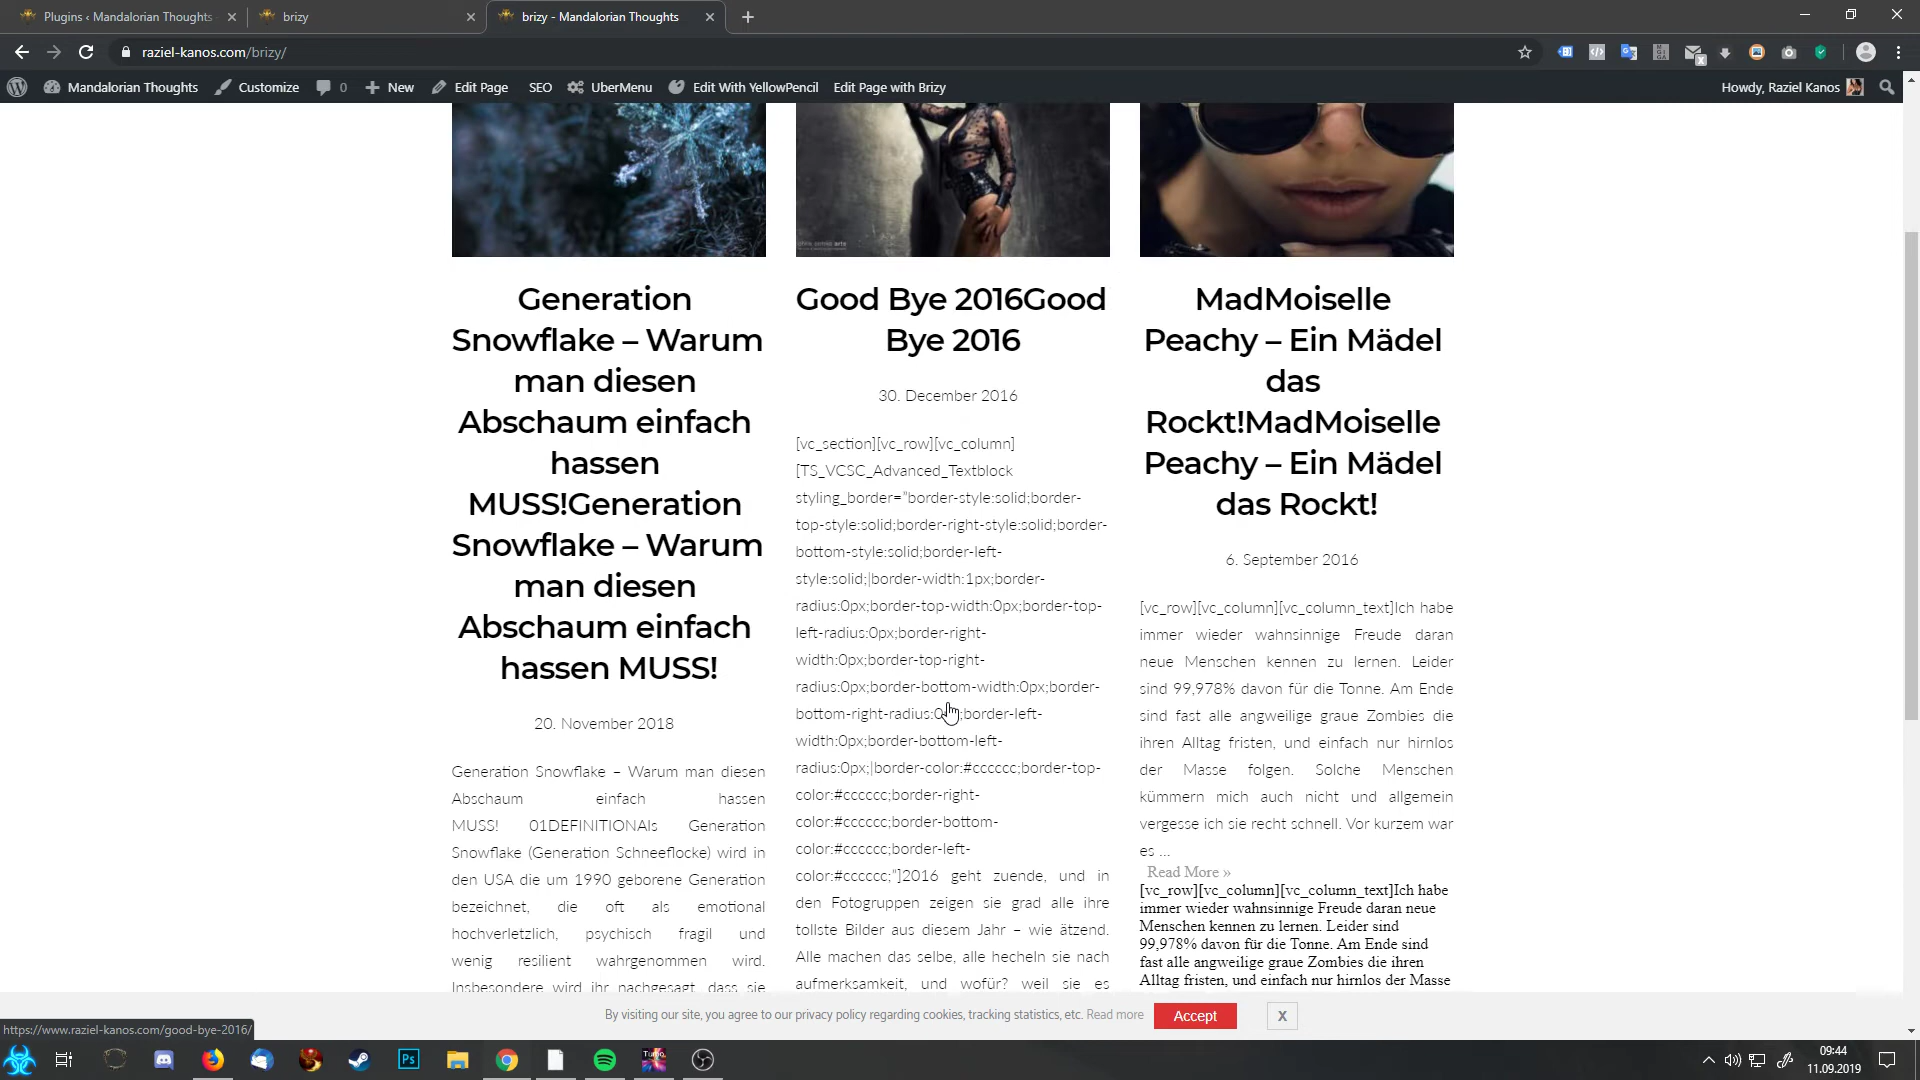 Plugins ‹ Mandalorian Thoughts
brizy
brizy - Mandalorian Thoughts
raziel-kanos.com/brizy/
Mandalorian Thoughts
Customize
0
New
Edit Page
SEO
UberMenu
Edit With YellowPencil
Edit Page with Brizy
Howdy, Raziel Kanos
Generation
Snowflake – Warum
man diesen
Abschaum einfach
hassen
MUSS!Generation
Snowflake – Warum
man diesen
Abschaum einfach
hassen MUSS!
20. November 2018
Generation Snowflake – Warum man diesen
Abschaum einfach hassen
MUSS! 01DEFINITIONAls Generation
Snowflake (Generation Schneeflocke) wird in
den USA die um 1990 geborene Generation
bezeichnet, die oft als emotional
hochverletzlich, psychisch fragil und
wenig resilient wahrgenommen wird.
Insbesondere wird ihr nachgesagt, dass sie
Good Bye 2016Good
Bye 2016
30. December 2016
[vc_section][vc_row][vc_column]
[TS_VCSC_Advanced_Textblock
styling_border="border-style:solid;border-
top-style:solid;border-right-style:solid;border-
bottom-style:solid;border-left-
style:solid;|border-width:1px;border-
radius:0px;border-top-width:0px;border-top-
left-radius:0px;border-right-
width:0px;border-top-right-
radius:0px;border-bottom-width:0px;border-
bottom-right-radius:0px;border-left-
width:0px;border-bottom-left-
radius:0px;|border-color:#cccccc;border-top-
color:#cccccc;border-right-
color:#cccccc;border-bottom-
color:#cccccc;border-left-
color:#cccccc;"]2016 geht zuende, und in
den Fotogruppen zeigen sie grad alle ihre
tollste Bilder aus diesem Jahr – wie ätzend.
Alle machen das selbe, alle hecheln sie nach
aufmerksamkeit, und wofür? weil sie es
MadMoiselle
Peachy – Ein Mädel
das
Rockt!MadMoiselle
Peachy – Ein Mädel
das Rockt!
6. September 2016
[vc_row][vc_column][vc_column_text]Ich habe
immer wieder wahnsinnige Freude daran
neue Menschen kennen zu lernen. Leider
sind 99,978% davon für die Tonne. Am Ende
sind fast alle angweilige graue Zombies die
ihren Alltag fristen, und einfach nur hirnlos
der Masse folgen. Solche Menschen
kümmern mich auch nicht und allgemein
vergesse ich sie recht schnell. Vor kurzem war
es ...
Read More »
[vc_row][vc_column][vc_column_text]Ich habe
immer wieder wahnsinnige Freude daran neue
Menschen kennen zu lernen. Leider sind
99,978% davon für die Tonne. Am Ende sind
fast alle angweilige graue Zombies die ihren
Alltag fristen, und einfach nur hirnlos der Masse
By visiting our site, you agree to our privacy policy regarding cookies, tracking statistics, etc. Read more
Accept
X
https://www.raziel-kanos.com/good-bye-2016/
Ps
09:44
11.09.2019